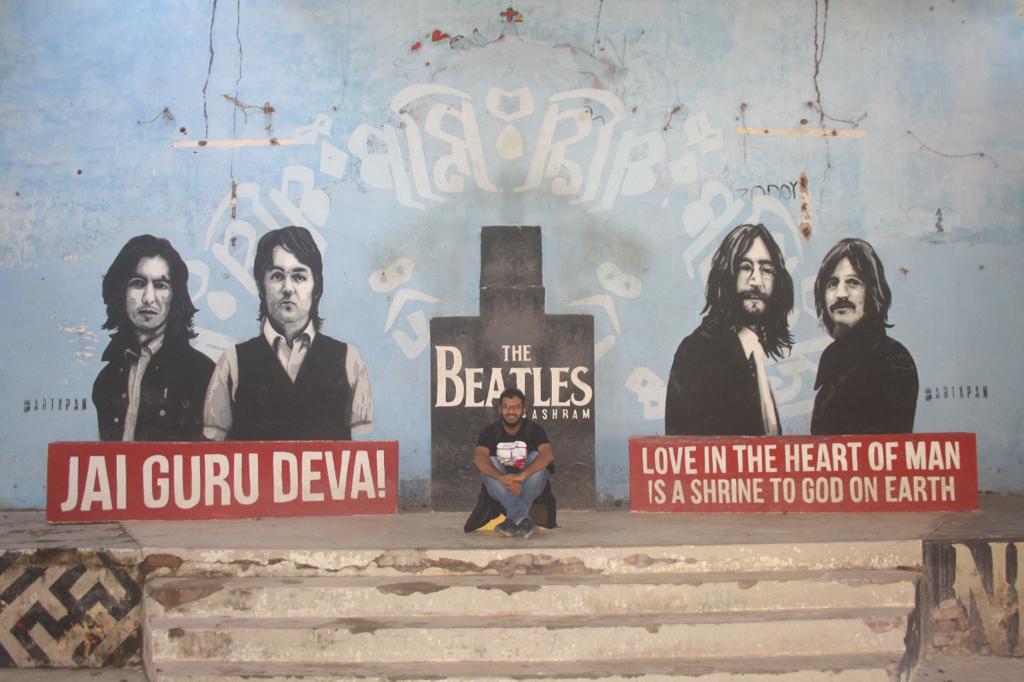 THE
BEATLES
ASHRAM
@ARTXPAN
@ARTXPAN
JAI GURU DEVA!
LOVE IN THE HEART OF MAN
IS A SHRINE TO GOD ON EARTH